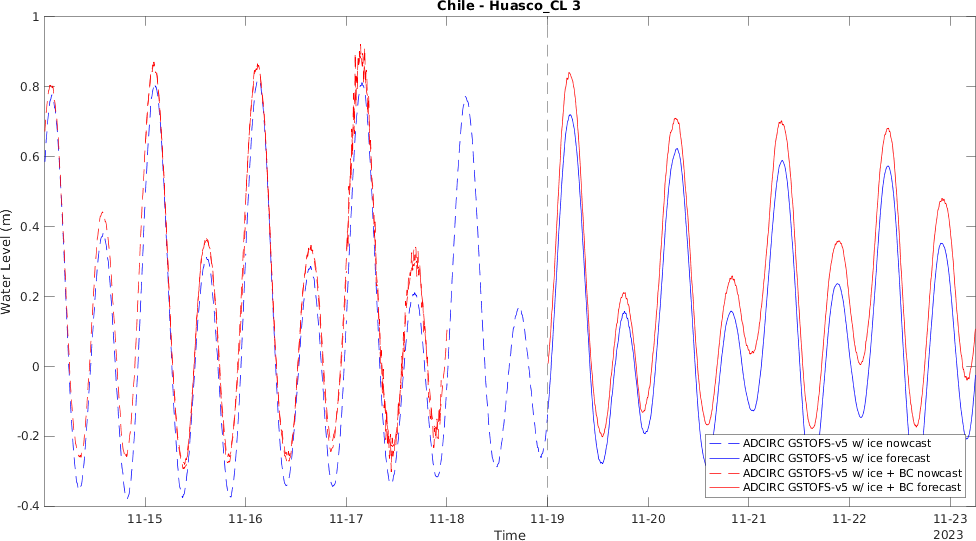 Chile - Huasco_CL 3
1
0.8
0.6
0.4
0.2
0
-0.2
-0.4
Water Level (m)
11-15
11-16
11-17
11-18
11-19
11-20
11-21
11-22
11-23
2023
Time
ADCIRC GSTOFS-v5 w/ ice nowcast
ADCIRC GSTOFS-v5 w/ ice forecast
ADCIRC GSTOFS-v5 w/ ice + BC nowcast
ADCIRC GSTOFS-v5 w/ ice + BC forecast